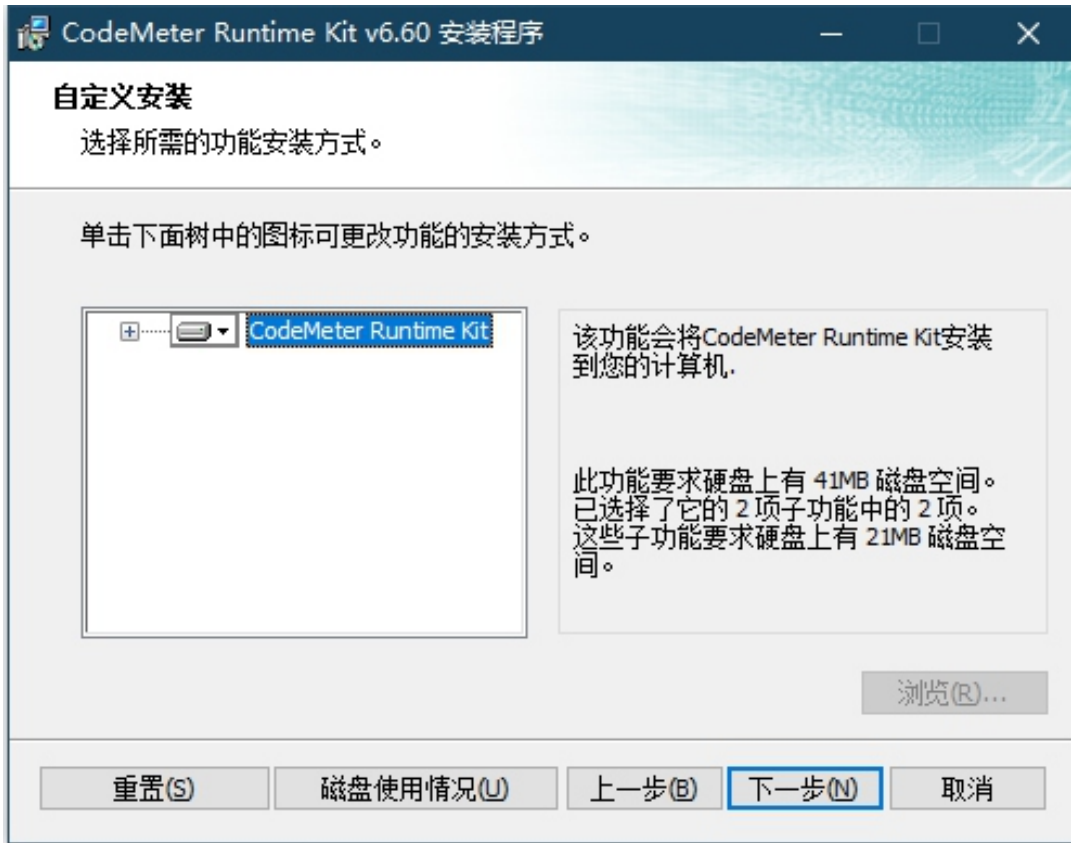 CodeMeter Runtime Kit v6.60 安装程序
自定义安装
选择所需的功能安装方式。
单击下面树中的图标可更改功能的安装方式。
CodeMeter Runtime Kit
该功能会将CodeMeter Runtime Kit安装
到您的计算机.
此功能要求硬盘上有 41MB 磁盘空间。
已选择了它的 2 项子功能中的 2 项。
这些子功能要求硬盘上有 21MB 磁盘空
间。
浏览(R)...
重置(S) 磁盘使用情况(U) 上一步(B) 下一步(N) 取消